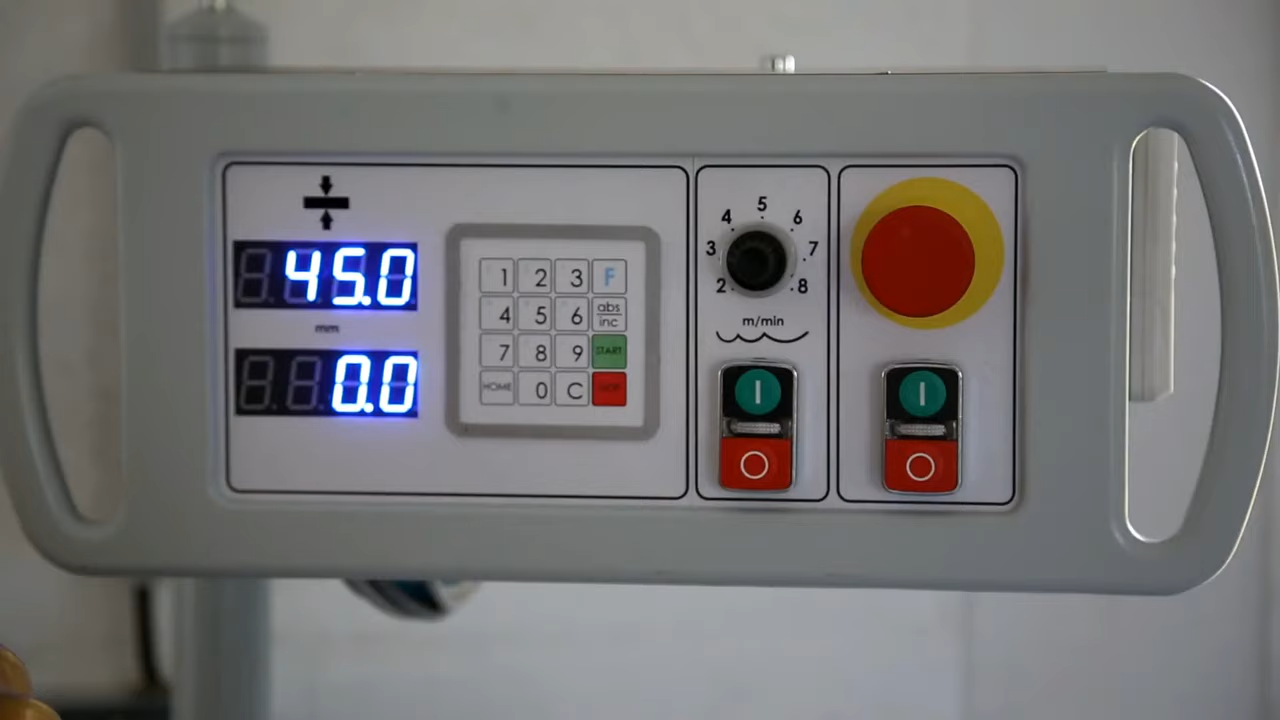 45.0
mm
0.0
1 2 3 F
4 5 6 abs/inc
7 8 9 START
HOME 0 C
2 3 4 5 6 7 8
m/min
I
O
I
O